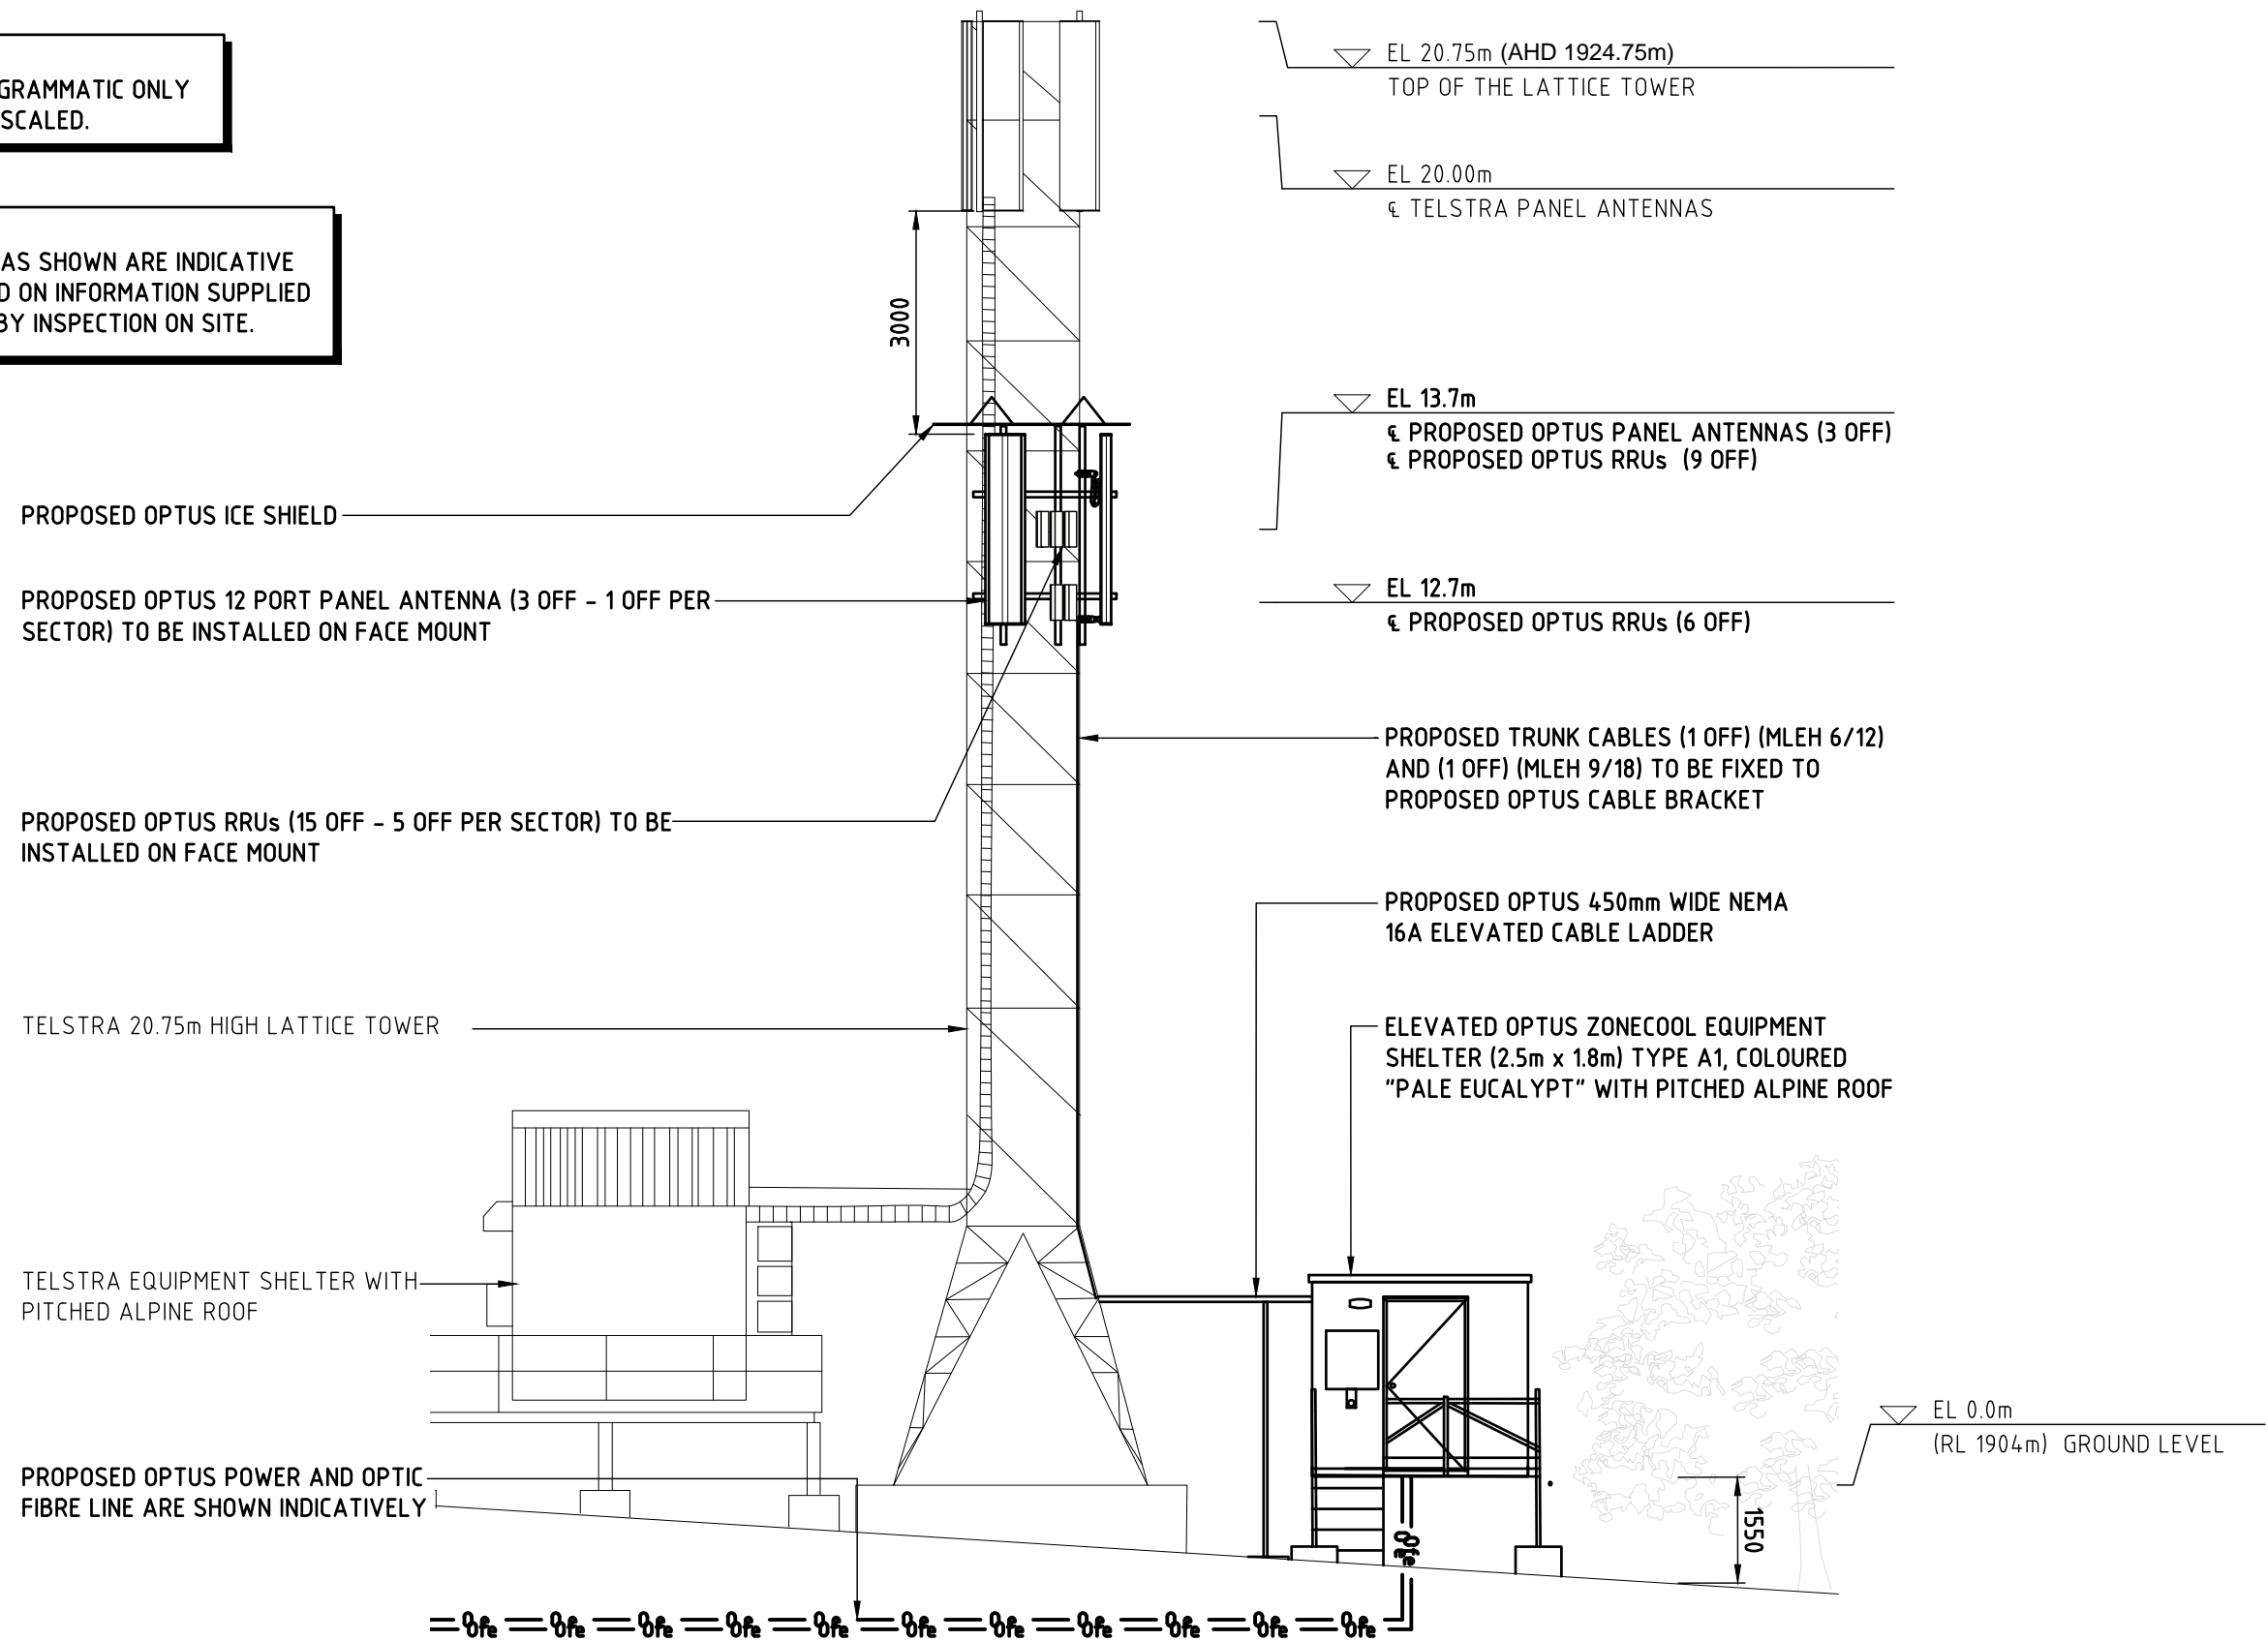 GRAMMATIC ONLY
SCALED.
AS SHOWN ARE INDICATIVE
D ON INFORMATION SUPPLIED
BY INSPECTION ON SITE.
EL 20.75m (AHD 1924.75m)
TOP OF THE LATTICE TOWER
EL 20.00m
℄ TELSTRA PANEL ANTENNAS
3000
EL 13.7m
℄ PROPOSED OPTUS PANEL ANTENNAS (3 OFF)
℄ PROPOSED OPTUS RRUs (9 OFF)
PROPOSED OPTUS ICE SHIELD
PROPOSED OPTUS 12 PORT PANEL ANTENNA (3 OFF - 1 OFF PER
SECTOR) TO BE INSTALLED ON FACE MOUNT
EL 12.7m
℄ PROPOSED OPTUS RRUs (6 OFF)
PROPOSED TRUNK CABLES (1 OFF) (MLEH 6/12)
AND (1 OFF) (MLEH 9/18) TO BE FIXED TO
PROPOSED OPTUS CABLE BRACKET
PROPOSED OPTUS RRUs (15 OFF - 5 OFF PER SECTOR) TO BE
INSTALLED ON FACE MOUNT
PROPOSED OPTUS 450mm WIDE NEMA
16A ELEVATED CABLE LADDER
TELSTRA 20.75m HIGH LATTICE TOWER
ELEVATED OPTUS ZONECOOL EQUIPMENT
SHELTER (2.5m x 1.8m) TYPE A1, COLOURED
"PALE EUCALYPT" WITH PITCHED ALPINE ROOF
TELSTRA EQUIPMENT SHELTER WITH
PITCHED ALPINE ROOF
EL 0.0m
(RL 1904m) GROUND LEVEL
PROPOSED OPTUS POWER AND OPTIC
FIBRE LINE ARE SHOWN INDICATIVELY
1550